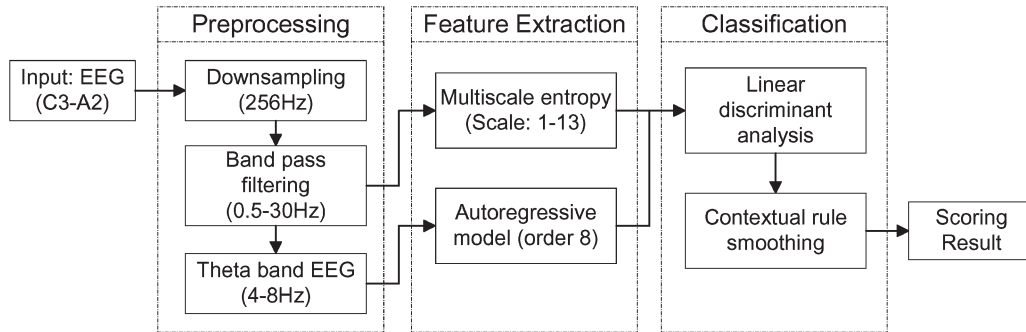 Preprocessing
Feature Extraction
Classification
Input: EEG
(C3-A2)
Downsampling
(256Hz)
Band pass
filtering
(0.5-30Hz)
Theta band EEG
(4-8Hz)
Multiscale entropy
(Scale: 1-13)
Autoregressive
model (order 8)
Linear
discriminant
analysis
Contextual rule
smoothing
Scoring
Result